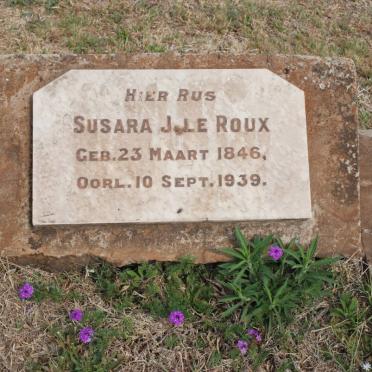 Hier Rus
Susara J. Le Roux
Geb. 23 Maart 1846.
Oorl. 10 Sept. 1939.